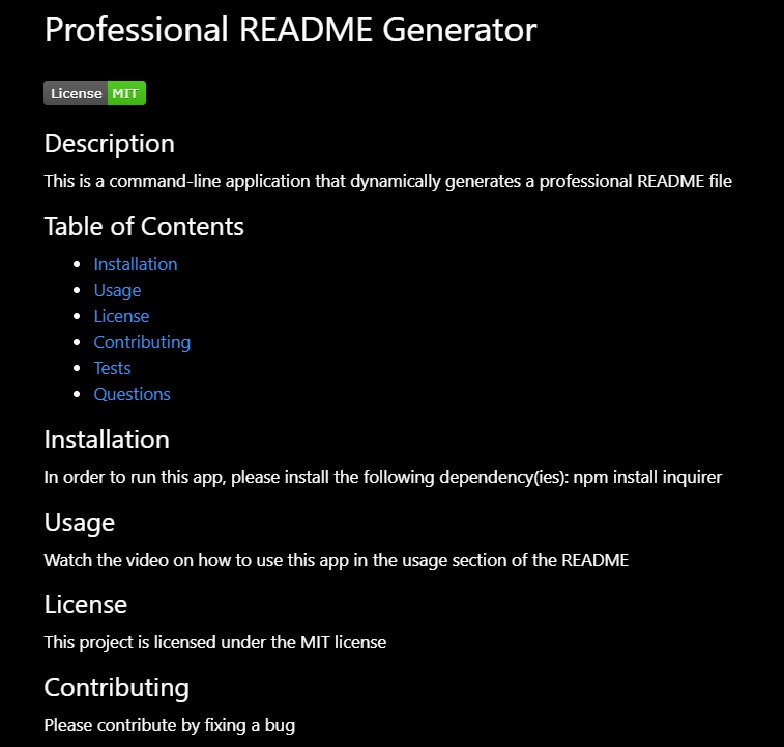 Professional README Generator
License MIT
Description
This is a command-line application that dynamically generates a professional README file
Table of Contents
Installation
Usage
License
Contributing
Tests
Questions
Installation
In order to run this app, please install the following dependency(ies): npm install inquirer
Usage
Watch the video on how to use this app in the usage section of the README
License
This project is licensed under the MIT license
Contributing
Please contribute by fixing a bug